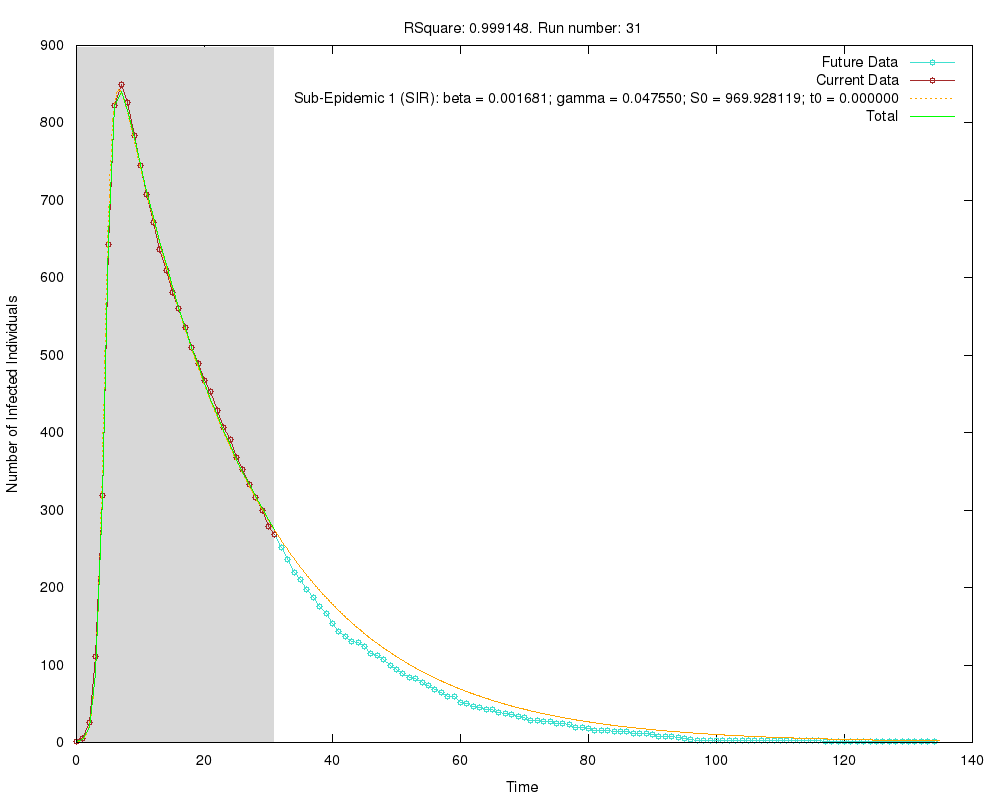 RSquare: 0.999148. Run number: 31
Future Data
Current Data
Sub-Epidemic 1 (SIR): beta = 0.001681; gamma = 0.047550; S0 = 969.928119; t0 = 0.000000
Total
900
800
700
600
500
400
300
200
100
0
Number of Infected Individuals
0 20 40 60 80 100 120 140
Time